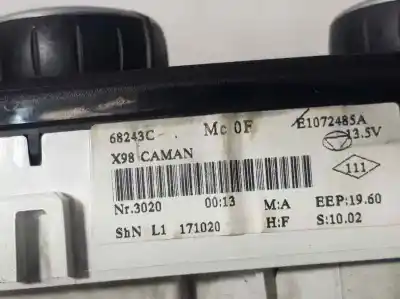 68243C Mc 0F E1072485A
13.5V
X98 CAMAN
111
Nr.3020 00:13 M:A EEP:19.60
ShN L1 171020 H:F S:10.02